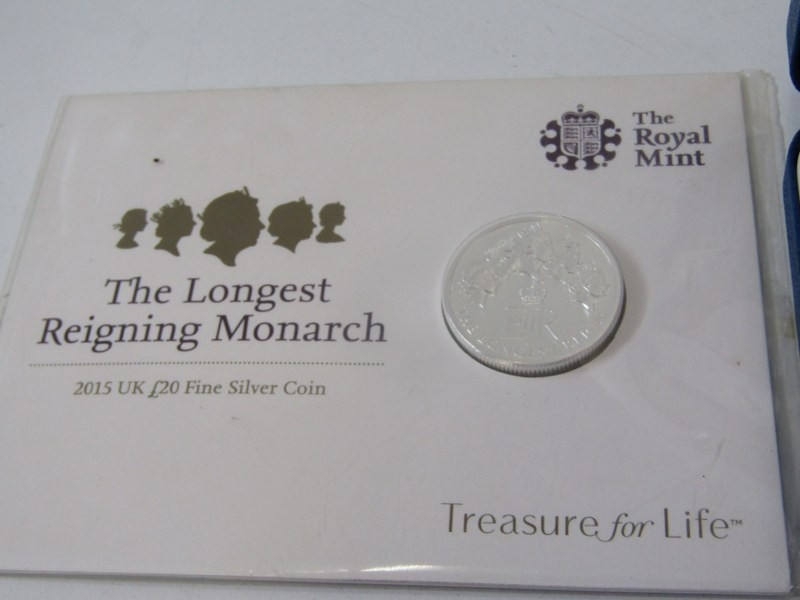 The
Royal
Mint
The Longest
Reigning Monarch
2015 UK £20 Fine Silver Coin
Treasure for Life™